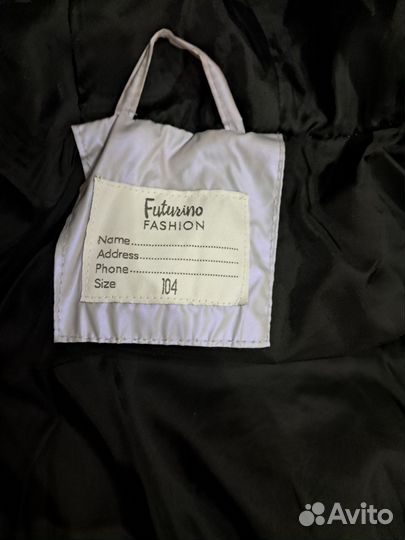 Futurino
FASHION
Name..............................
Address..........................
Phone............................
Size 104
Avito